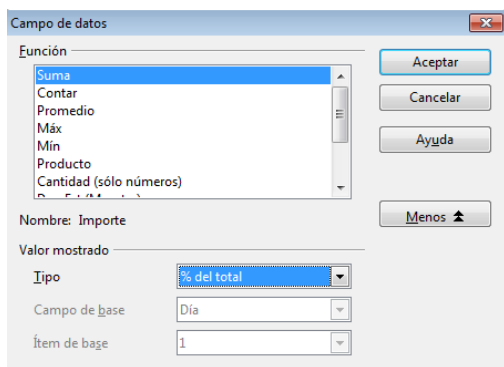 Campo de datos
Función
Suma
Contar
Promedio
Máx
Mín
Producto
Cantidad (sólo números)
Nombre: Importe
Valor mostrado
Tipo % del total
Campo de base Día
Ítem de base 1
Aceptar
Cancelar
Ayuda
Menos